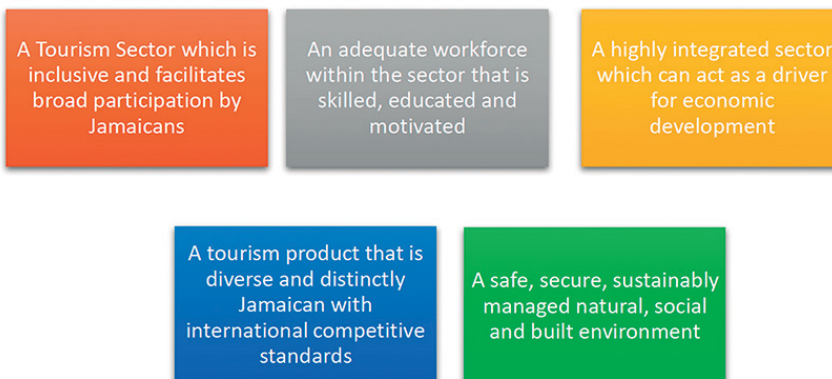 A Tourism Sector which is
inclusive and facilitates
broad participation by
Jamaicans
An adequate workforce
within the sector that is
skilled, educated and
motivated
A highly integrated sector
which can act as a driver
for economic
development
A tourism product that is
diverse and distinctly
Jamaican with
international competitive
standards
A safe, secure, sustainably
managed natural, social
and built environment